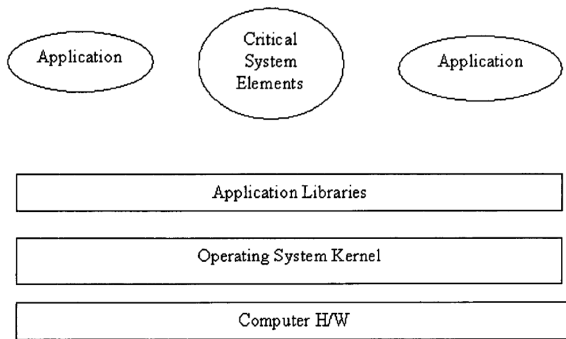 Application
Critical
System
Elements
Application
Application Libraries
Operating System Kernel
Computer H/W